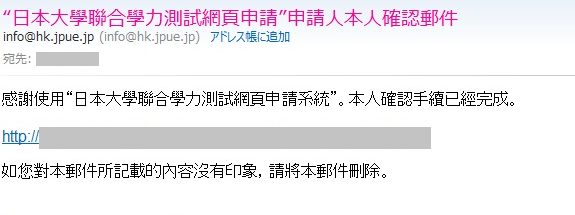 “日本大學聯合學力測試網頁申請”申請人本人確認郵件
info@hk.jpue.jp (info@hk.jpue.jp) アドレス帳に追加
宛先:
感謝使用“日本大學聯合學力測試網頁申請系統”。本人確認手續已經完成。
http://
如您對本郵件所記載的內容沒有印象, 請將本郵件刪除。